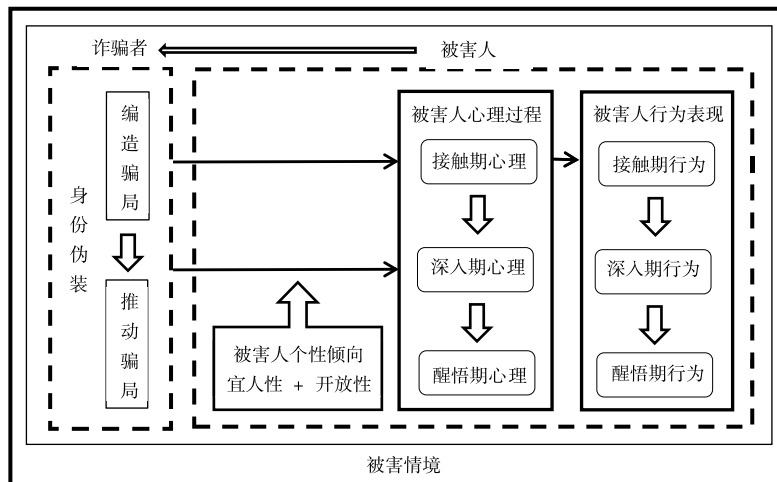 诈骗者
被害人
身份伪装
编造骗局
推动骗局
被害人个性倾向
宜人性 + 开放性
被害人心理过程
接触期心理
深入期心理
醒悟期心理
被害人行为表现
接触期行为
深入期行为
醒悟期行为
被害情境